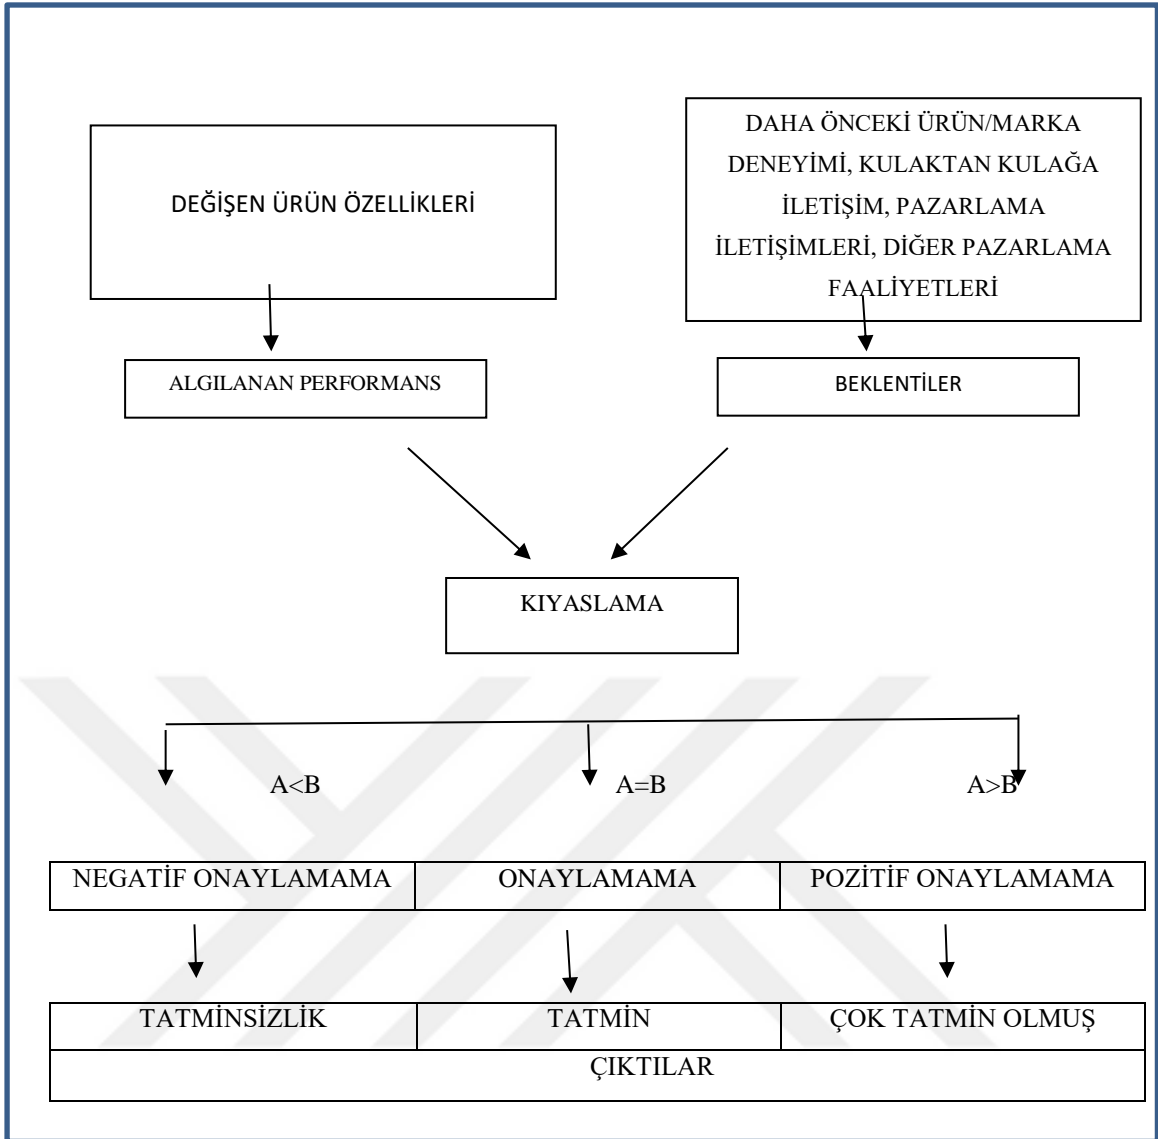 DEĞİŞEN ÜRÜN ÖZELLİKLERİ
DAHA ÖNCEKİ ÜRÜN/MARKA
DENEYİMİ, KULAKTAN KULAĞA
İLETİŞİM, PAZARLAMA
İLETİŞİMLERİ, DİĞER PAZARLAMA
FAALİYETLERİ
ALGILANAN PERFORMANS
BEKLENTİLER
KIYASLAMA
A<B
A=B
A>B
NEGATİF ONAYLAMAMA
ONAYLAMAMA
POZİTİF ONAYLAMAMA
TATMİNSİZLİK
TATMİN
ÇOK TATMİN OLMUŞ
ÇIKTILAR